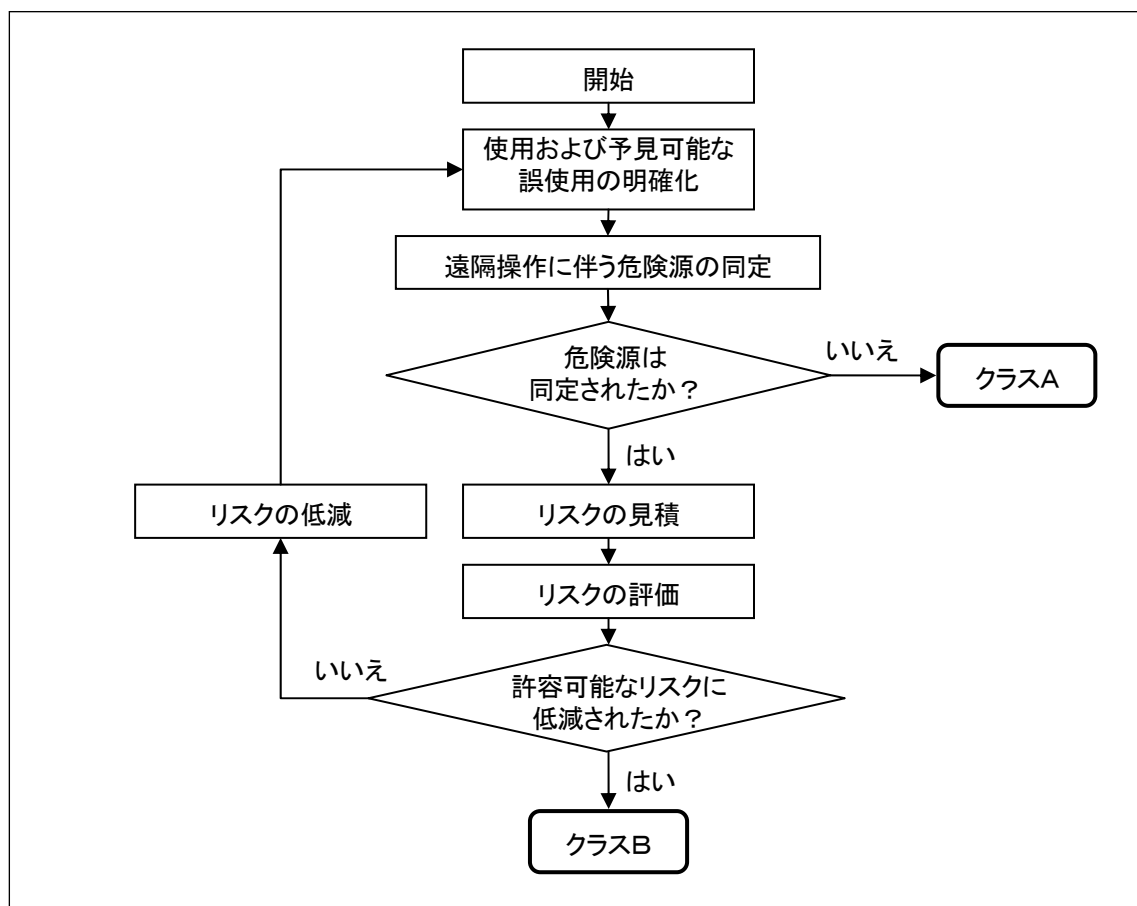 開始
使用および予見可能な
誤使用の明確化
遠隔操作に伴う危険源の同定
危険源は
同定されたか？
いいえ
クラスA
はい
リスクの低減
リスクの見積
リスクの評価
いいえ
許容可能なリスクに
低減されたか？
はい
クラスB